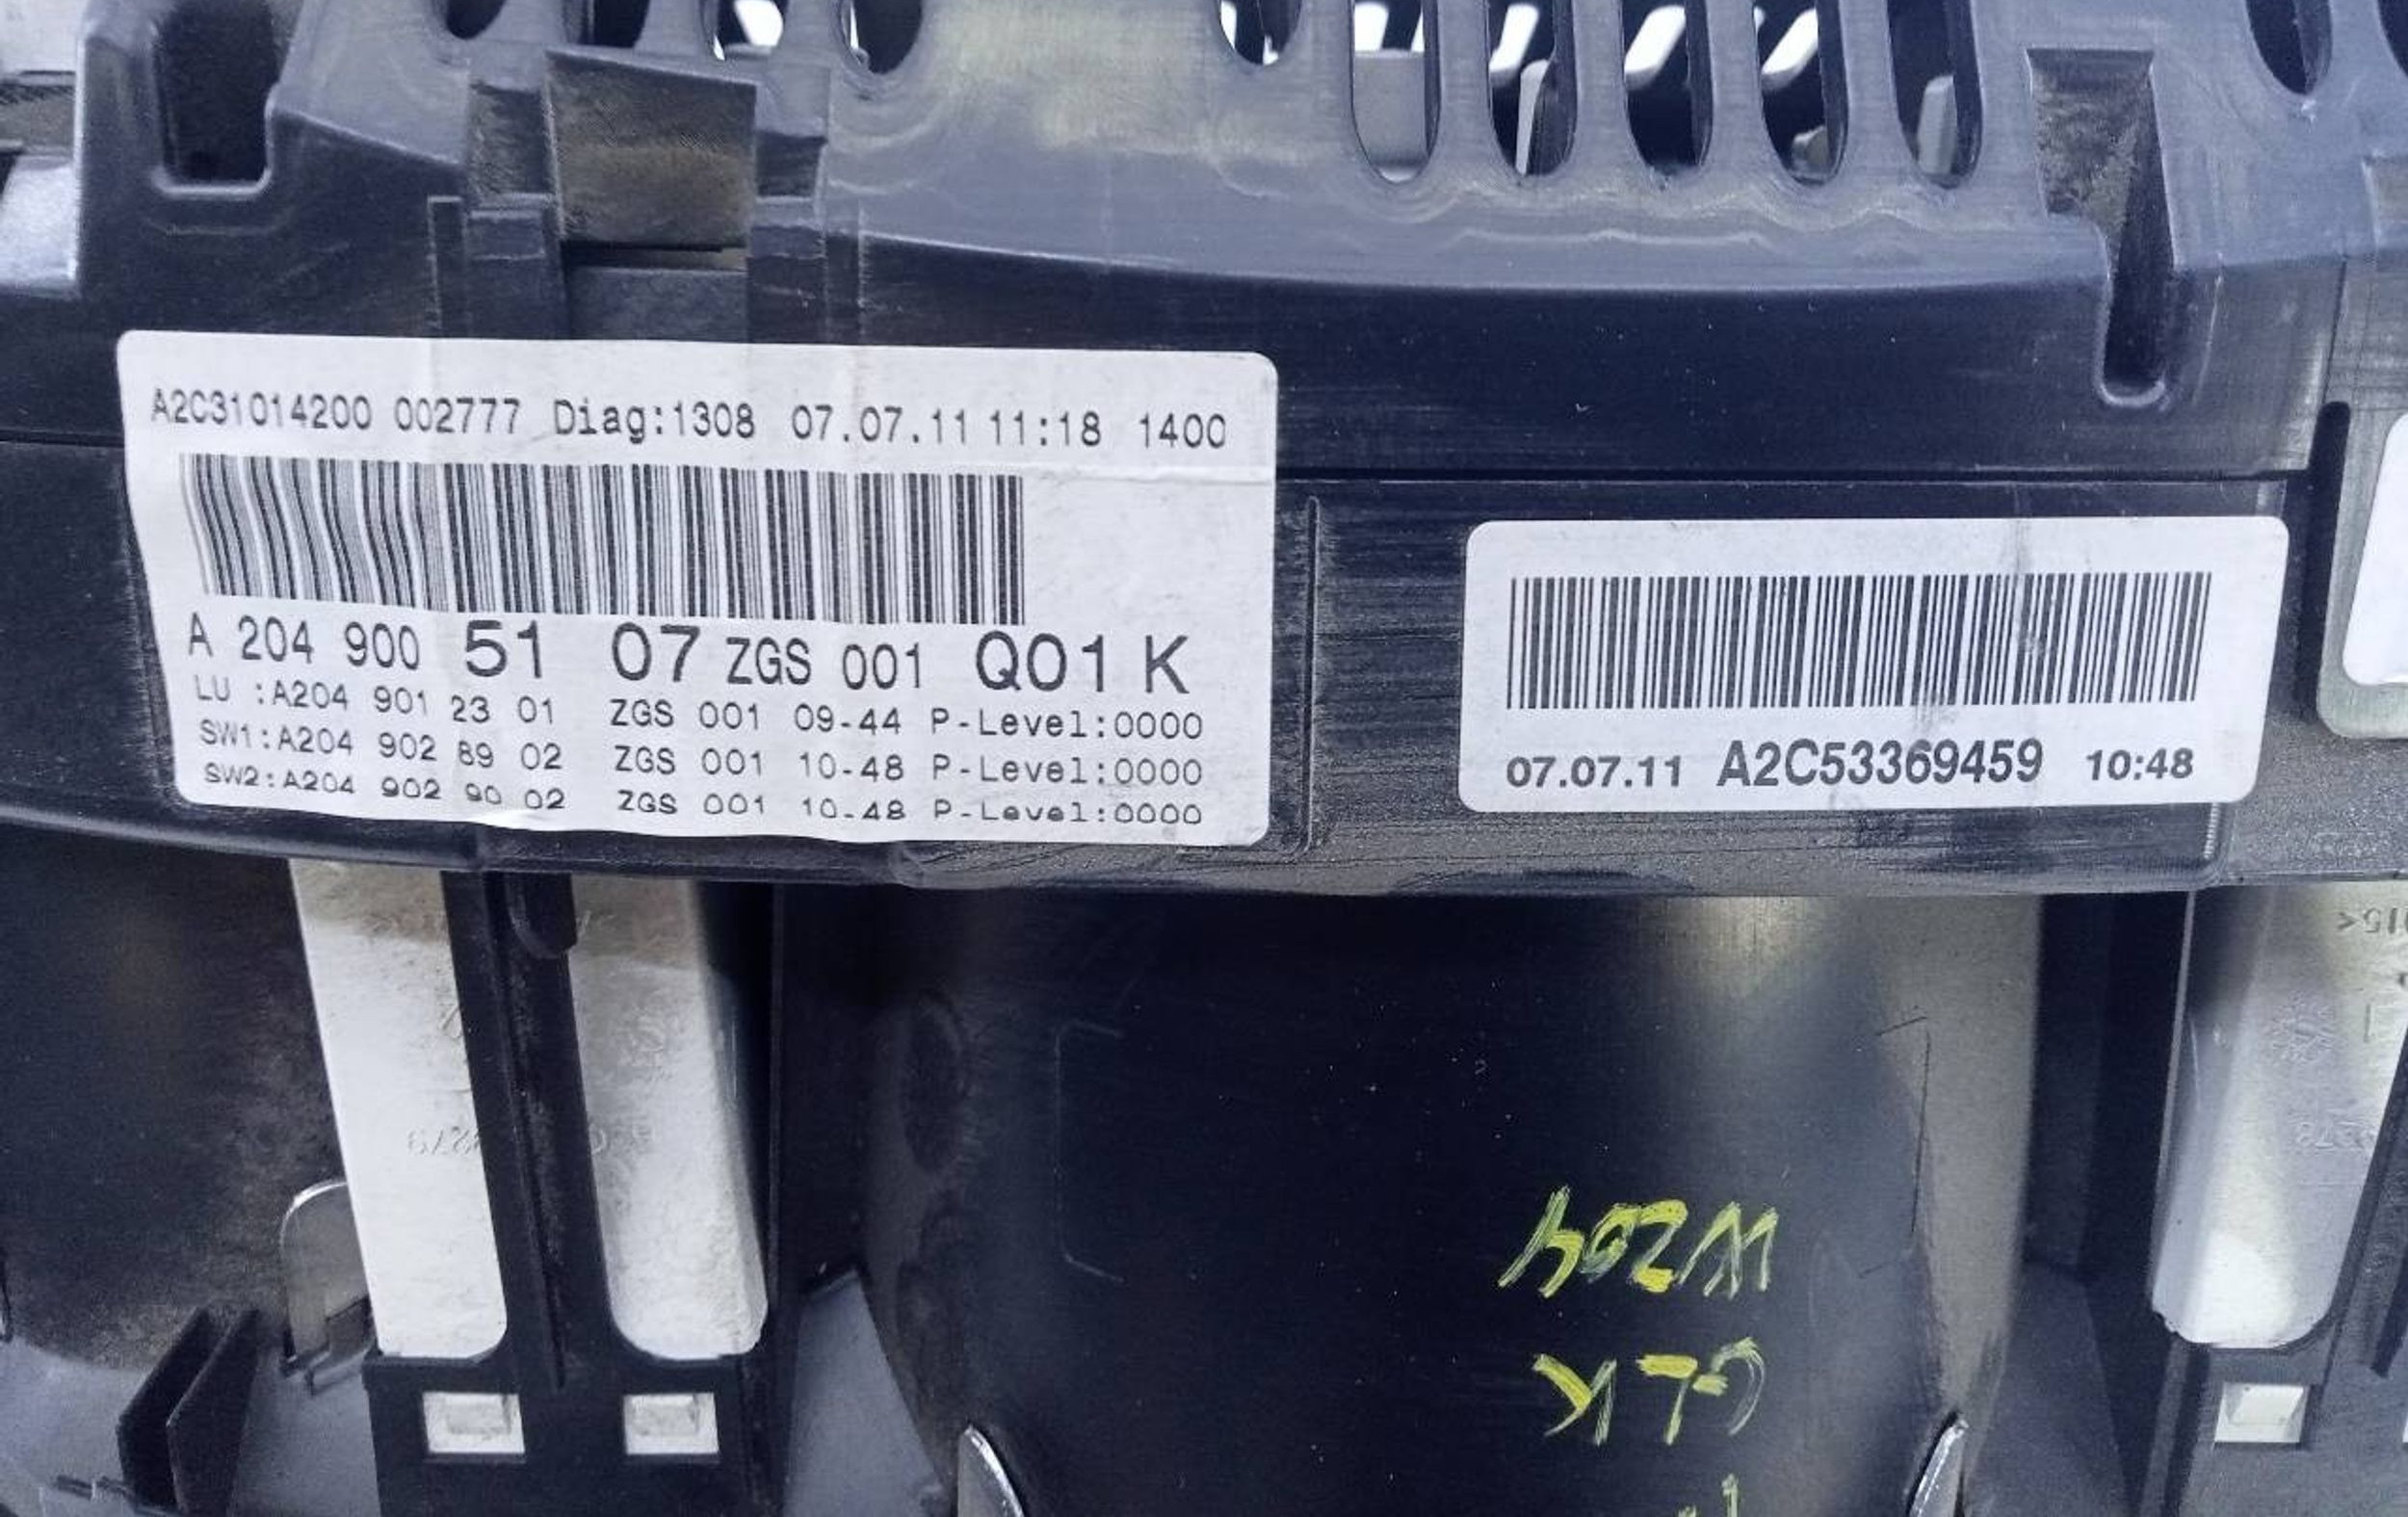 A2C31014200 002777 Diag:1308 07.07.11 11:18 1400
A 204 900 51 07 ZGS 001 Q01 K
LU :A204 901 23 01 ZGS 001 09-44 P-Level:0000
SW1:A204 902 89 02 ZGS 001 10-48 P-Level:0000
SW2:A204 902 90 02 ZGS 001 10-48 P-Level:0000
07.07.11 A2C53369459 10:48
W204
GLK